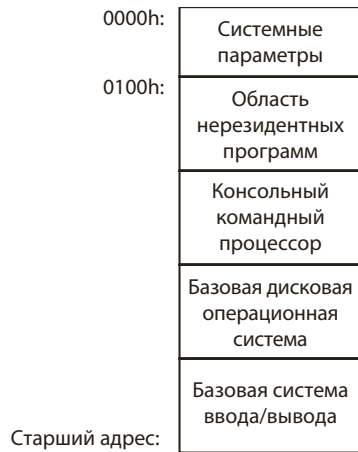 0000h:
Системные
параметры
0100h:
Область
нерезидентных
программ
Консольный
командный
процессор
Базовая дисковая
операционная
система
Базовая система
ввода/вывода
Старший адрес: